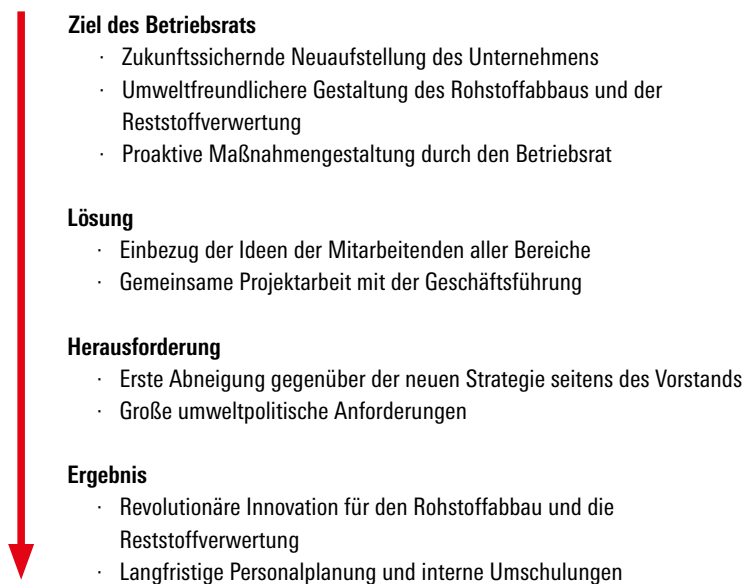 Ziel des Betriebsrats
· Zukunftssichernde Neuaufstellung des Unternehmens
· Umweltfreundlichere Gestaltung des Rohstoffabbaus und der
Reststoffverwertung
· Proaktive Maßnahmengestaltung durch den Betriebsrat
Lösung
· Einbezug der Ideen der Mitarbeitenden aller Bereiche
· Gemeinsame Projektarbeit mit der Geschäftsführung
Herausforderung
· Erste Abneigung gegenüber der neuen Strategie seitens des Vorstands
· Große umweltpolitische Anforderungen
Ergebnis
· Revolutionäre Innovation für den Rohstoffabbau und die
Reststoffverwertung
· Langfristige Personalplanung und interne Umschulungen